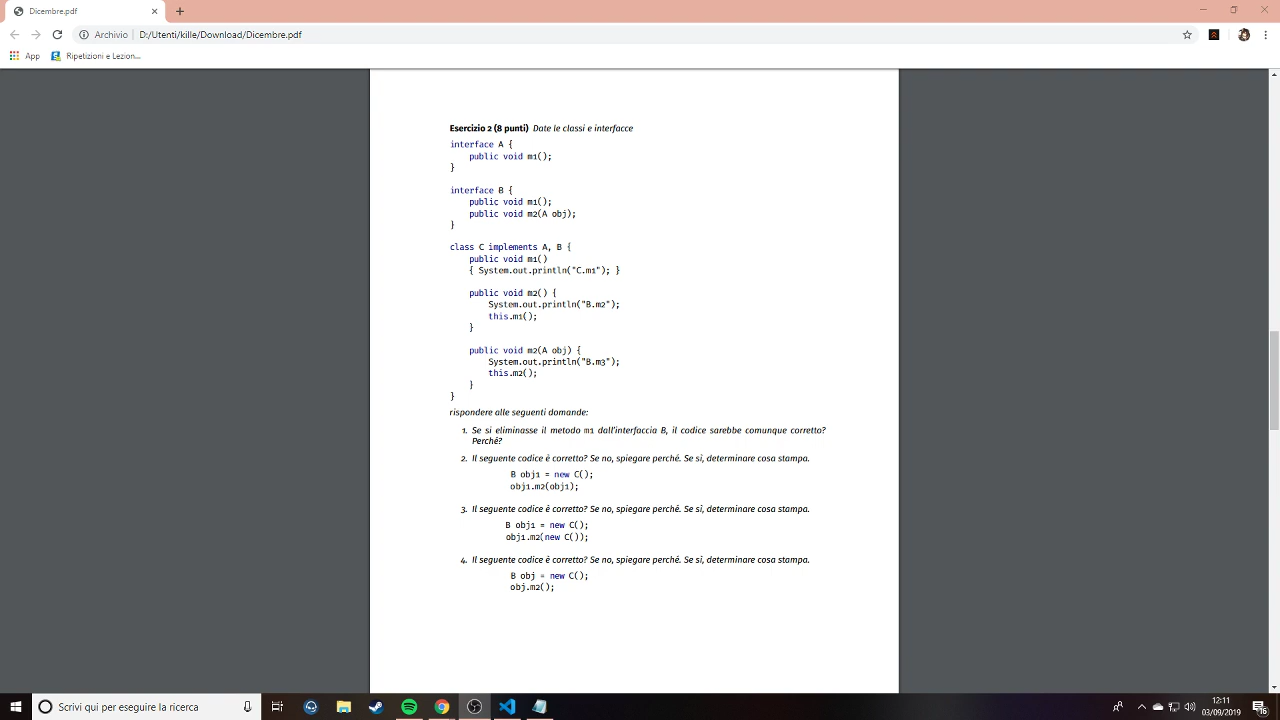 Dicembre.pdf
Archivio D:/Utenti/kille/Download/Dicembre.pdf
App Ripetizioni e Lezion...
Esercizio 2 (8 punti) Date le classi e interfacce
interface A {
public void m1();
}
interface B {
public void m1();
public void m2(A obj);
}
class C implements A, B {
public void m1()
{ System.out.println("C.m1"); }
public void m2() {
System.out.println("B.m2");
this.m1();
}
public void m2(A obj) {
System.out.println("B.m3");
this.m2();
}
}
rispondere alle seguenti domande:
1. Se si eliminasse il metodo m1 dall'interfaccia B, il codice sarebbe comunque corretto?
Perché?
2. Il seguente codice è corretto? Se no, spiegare perché. Se sì, determinare cosa stampa.
B obj1 = new C();
obj1.m2(obj1);
3. Il seguente codice è corretto? Se no, spiegare perché. Se sì, determinare cosa stampa.
B obj1 = new C();
obj1.m2(new C());
4. Il seguente codice è corretto? Se no, spiegare perché. Se sì, determinare cosa stampa.
B obj = new C();
obj.m2();
Scrivi qui per eseguire la ricerca
12:11
03/09/2019